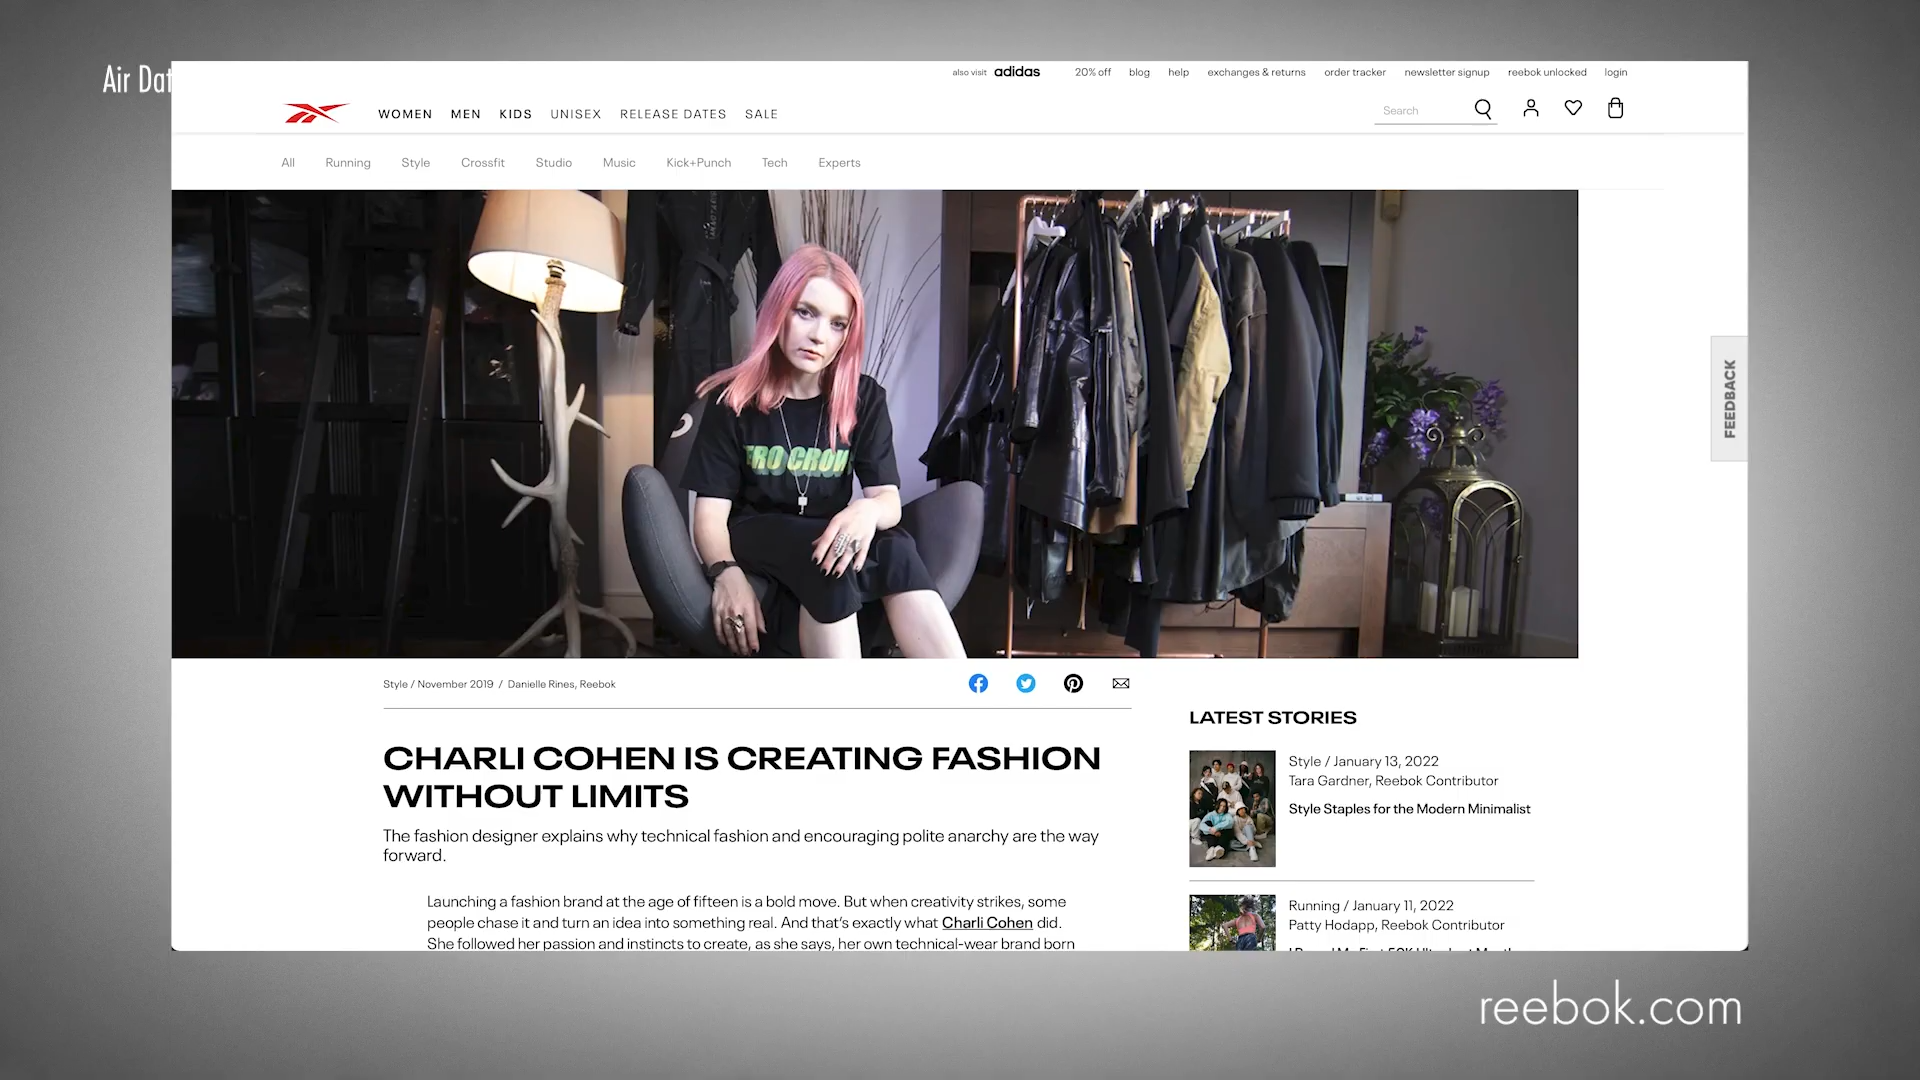 Air Dat
also visit adidas 20% off blog help exchanges & returns order tracker newsletter signup reebok unlocked login
WOMEN MEN KIDS UNISEX RELEASE DATES SALE
Search
All Running Style Crossfit Studio Music Kick+Punch Tech Experts
FEEDBACK
Style / November 2019 / Danielle Rines, Reebok
CHARLI COHEN IS CREATING FASHION
WITHOUT LIMITS
The fashion designer explains why technical fashion and encouraging polite anarchy are the way
forward.
Launching a fashion brand at the age of fifteen is a bold move. But when creativity strikes, some
people chase it and turn an idea into something real. And that's exactly what Charli Cohen did.
She followed her passion and instincts to create, as she says, her own technical-wear brand born
LATEST STORIES
Style / January 13, 2022
Tara Gardner, Reebok Contributor
Style Staples for the Modern Minimalist
Running / January 11, 2022
Patty Hodapp, Reebok Contributor
reebok.com